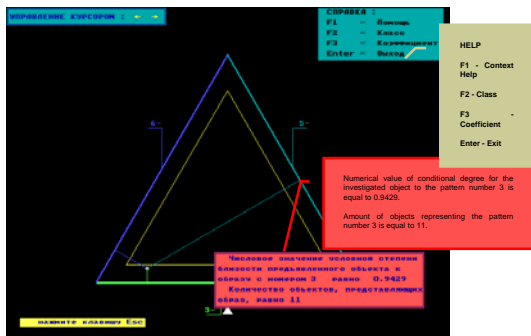 УПРАВЛЕНИЕ КУРСОРОМ : ← →
СПРАВКА :
F1 - Помощь
F2 - Класс
F3 - Коэффициент
Enter - Выход
HELP
F1 - Context
Help
F2 - Class
F3 -
Coefficient
Enter - Exit
6-
5-
Numerical value of conditional degree for the
investigated object to the pattern number 3 is
equal to 0.9429.
Amount of objects representing the pattern
number 3 is equal to 11.
Числовое значение условной степени
близости предъявленного объекта к
образу с номером 3 равно 0.9429
Количество объектов, представляющих
образ, равно 11
3-
НАЖМИТЕ КЛАВИШУ Esc